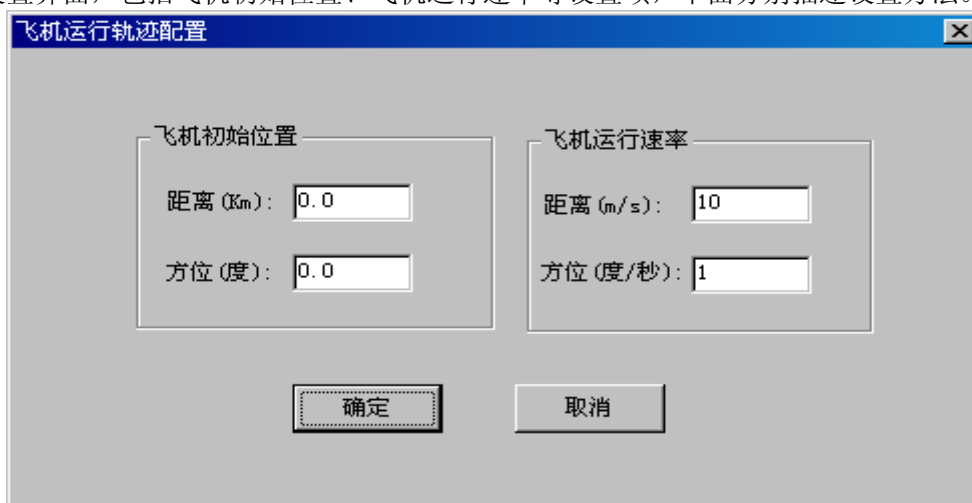 置界面，包括飞机初始位置、飞机运行速率等设置项，下面分别描述设置方法。
飞机运行轨迹配置
飞机初始位置
距离(Km): 0.0
方位(度): 0.0
飞机运行速率
距离(m/s): 10
方位(度/秒): 1
确定
取消